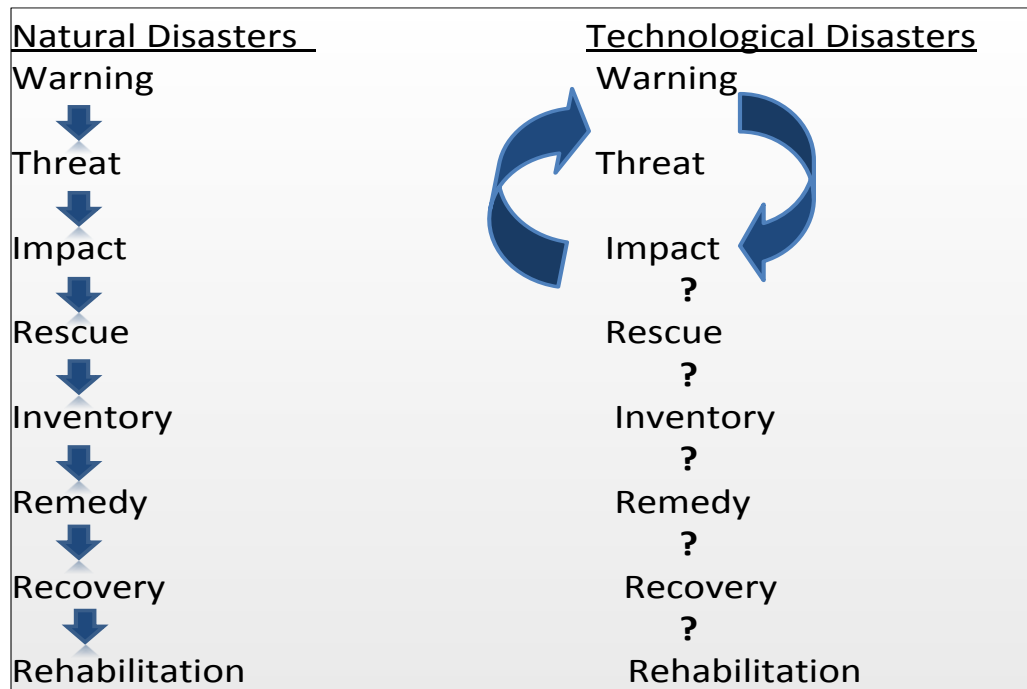 Natural Disasters
Technological Disasters
Warning
Warning
Threat
Threat
Impact
Impact
?
Rescue
Rescue
?
Inventory
Inventory
?
Remedy
Remedy
?
Recovery
Recovery
?
Rehabilitation
Rehabilitation